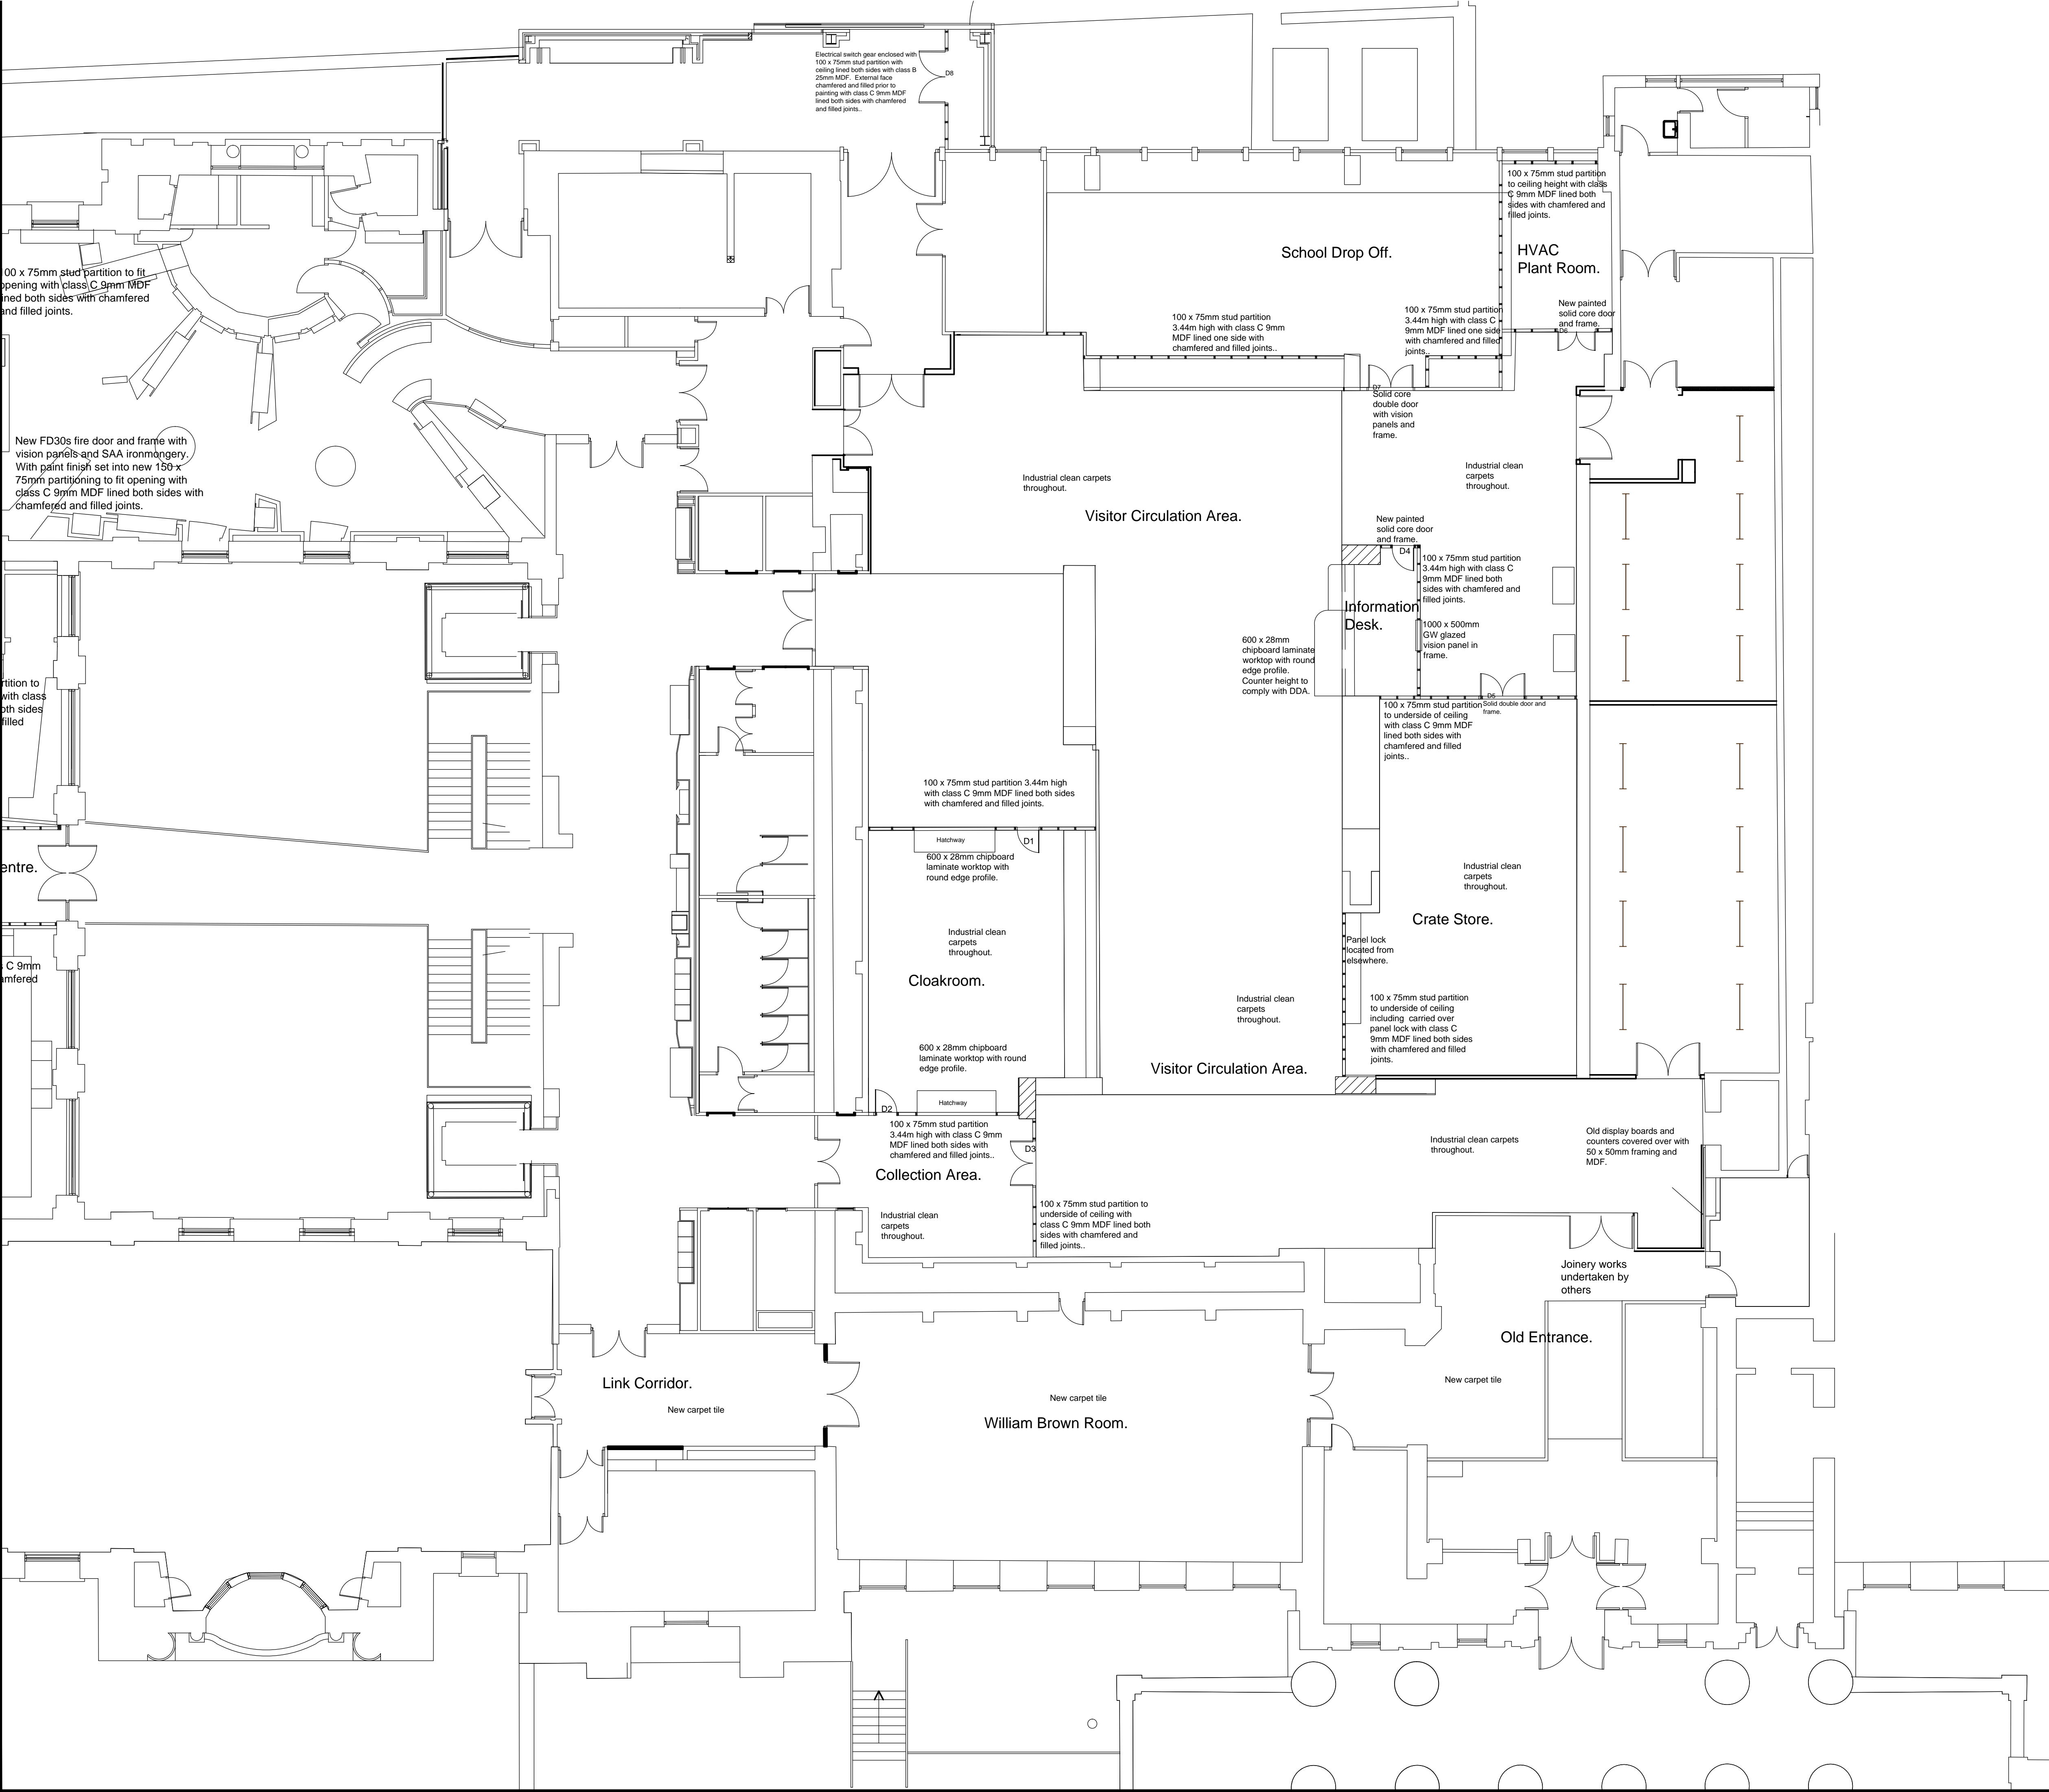 Electrical switch gear enclosed with
100 x 75mm stud partition with
ceiling lined both sides with class B
25mm MDF. External face
chamfered and filled prior to
painting with class C 9mm MDF
lined both sides with chamfered
and filled joints..
D8
100 x 75mm stud partition
to ceiling height with class
C 9mm MDF lined both
sides with chamfered and
filled joints.
School Drop Off.
HVAC
Plant Room.
100 x 75mm stud partition to fit
opening with class C 9mm MDF
lined both sides with chamfered
and filled joints.
100 x 75mm stud partition
3.44m high with class C 9mm
MDF lined one side with
chamfered and filled joints..
100 x 75mm stud partition
3.44m high with class C
9mm MDF lined one side
with chamfered and filled
joints..
New painted
solid core door
and frame.
D7
Solid core
double door
with vision
panels and
frame.
New FD30s fire door and frame with
vision panels and SAA ironmongery.
With paint finish set into new 150 x
75mm partitioning to fit opening with
class C 9mm MDF lined both sides with
chamfered and filled joints.
Industrial clean carpets
throughout.
Industrial clean
carpets
throughout.
Visitor Circulation Area.
New painted
solid core door
and frame.
D4
100 x 75mm stud partition
3.44m high with class C
9mm MDF lined both
sides with chamfered and
filled joints.
Information
Desk.
1000 x 500mm
GW glazed
vision panel in
frame.
600 x 28mm
chipboard laminate
worktop with round
edge profile.
Counter height to
comply with DDA.
rtition to
with class
oth sides
filled
D5
Solid double door and
frame.
100 x 75mm stud partition
to underside of ceiling
with class C 9mm MDF
lined both sides with
chamfered and filled
joints..
100 x 75mm stud partition 3.44m high
with class C 9mm MDF lined both sides
with chamfered and filled joints.
Hatchway
D1
600 x 28mm chipboard
laminate worktop with
round edge profile.
entre.
Industrial clean
carpets
throughout.
Crate Store.
Industrial clean
carpets
throughout.
Panel lock
located from
elsewhere.
C 9mm
amfered
Cloakroom.
Industrial clean
carpets
throughout.
100 x 75mm stud partition
to underside of ceiling
including carried over
panel lock with class C
9mm MDF lined both sides
with chamfered and filled
joints.
600 x 28mm chipboard
laminate worktop with round
edge profile.
Visitor Circulation Area.
D2
Hatchway
100 x 75mm stud partition
3.44m high with class C 9mm
MDF lined both sides with
chamfered and filled joints..
D3
Collection Area.
Industrial clean carpets
throughout.
Old display boards and
counters covered over with
50 x 50mm framing and
MDF.
Industrial clean
carpets
throughout.
100 x 75mm stud partition to
underside of ceiling with
class C 9mm MDF lined both
sides with chamfered and
filled joints..
Joinery works
undertaken by
others
Old Entrance.
Link Corridor.
New carpet tile
New carpet tile
William Brown Room.
New carpet tile